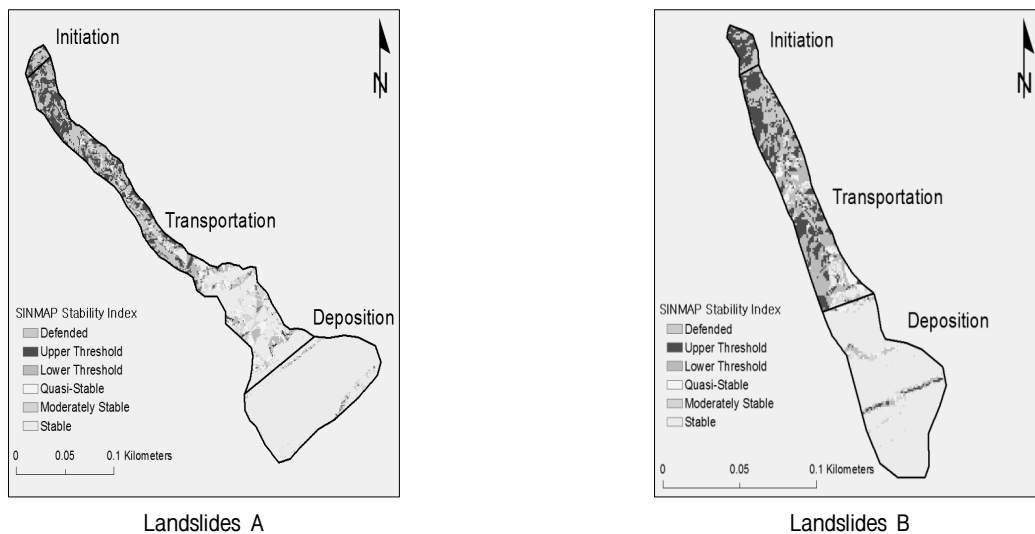 Initiation
N
Transportation
Deposition
SINMAP Stability Index
Defended
Upper Threshold
Lower Threshold
Quasi-Stable
Moderately Stable
Stable
0 0.05 0.1 Kilometers
Landslides A
Initiation
N
Transportation
Deposition
SINMAP Stability Index
Defended
Upper Threshold
Lower Threshold
Quasi-Stable
Moderately Stable
Stable
0 0.05 0.1 Kilometers
Landslides B